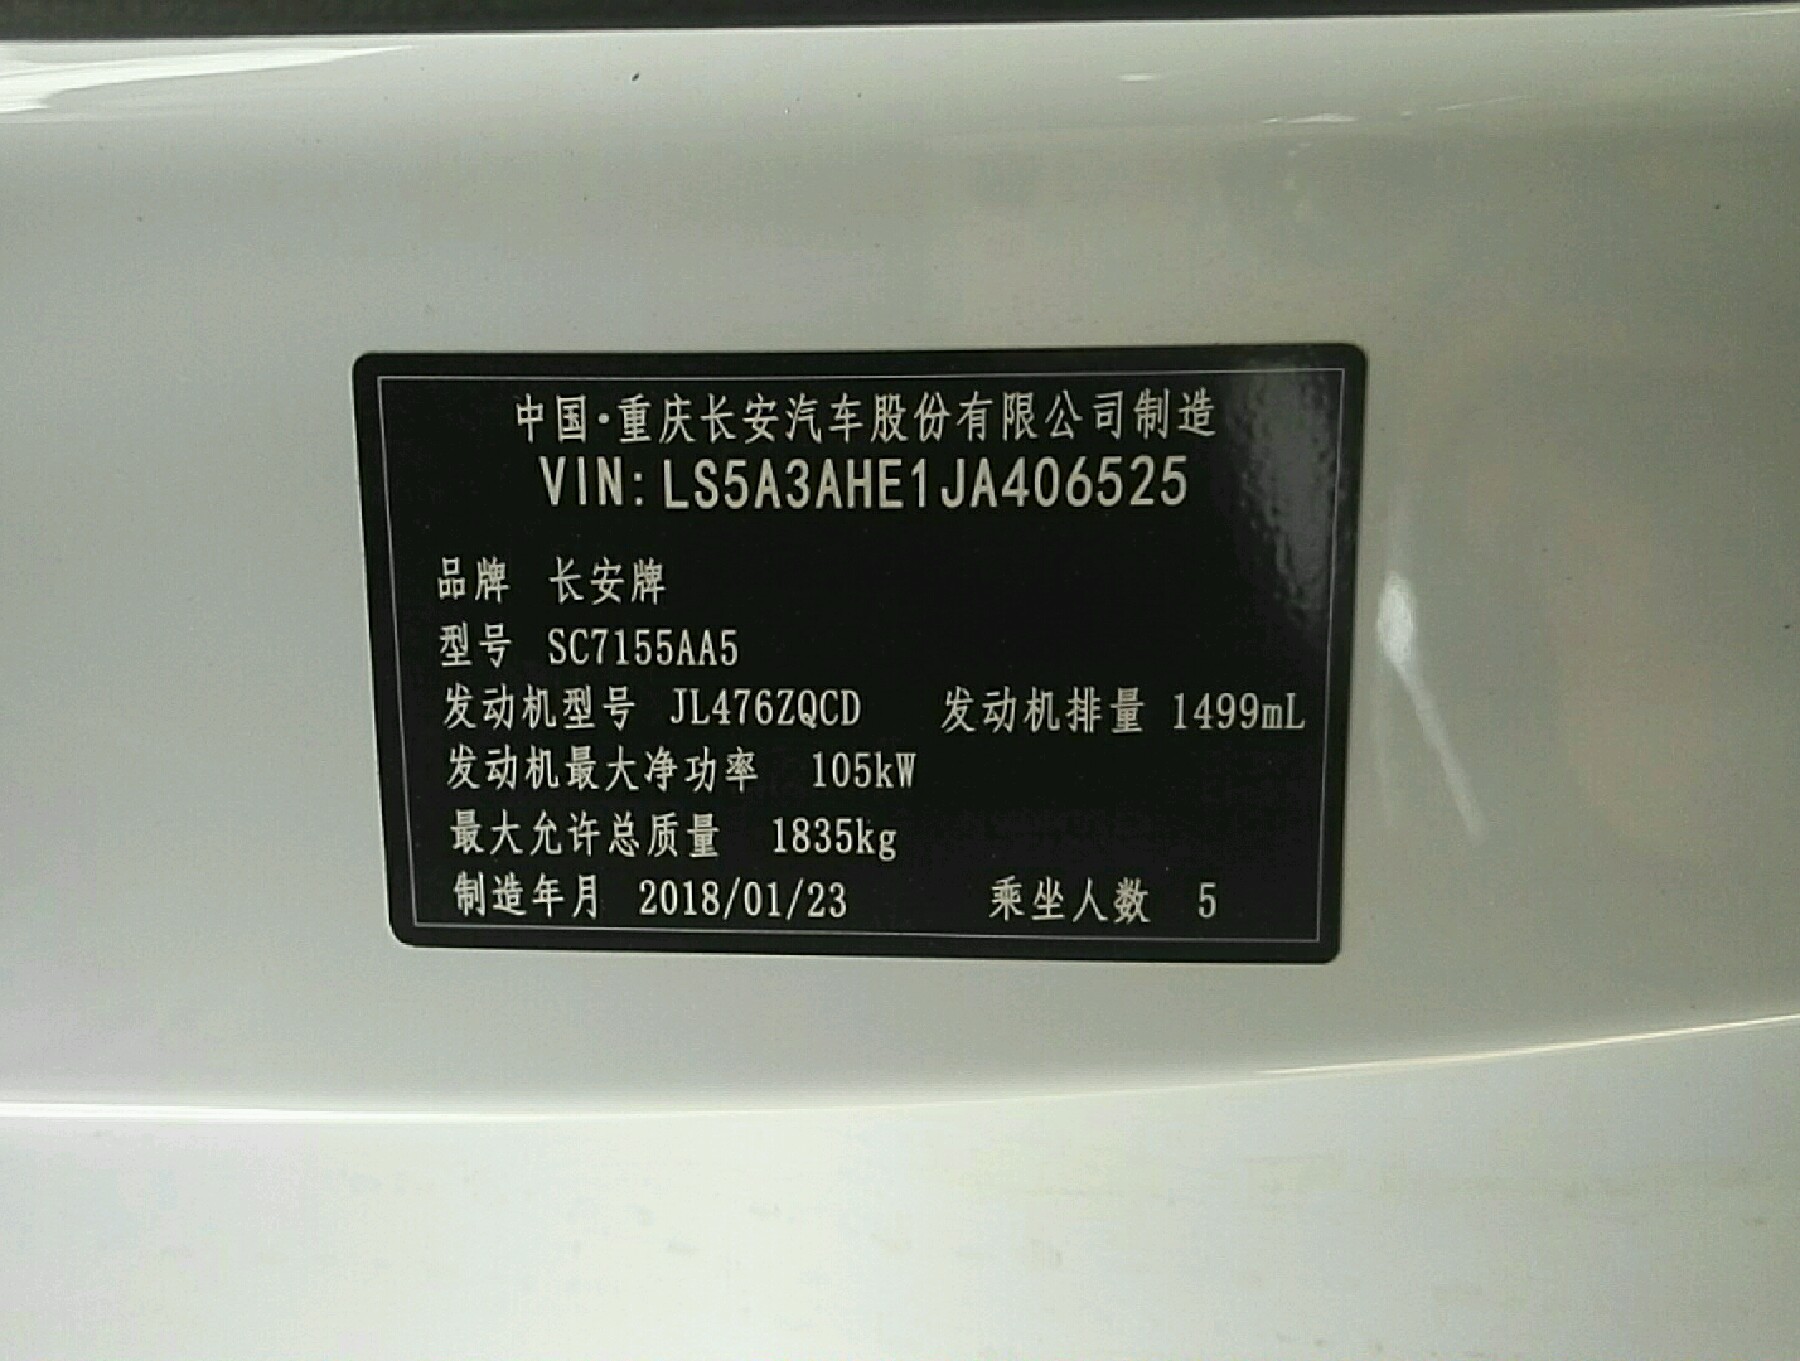 中国·重庆长安汽车股份有限公司制造
VIN:LS5A3AHE1JA406525
品牌 长安牌
型号 SC7155AA5
发动机型号 JL476ZQCD 发动机排量 1499mL
发动机最大净功率 105kW
最大允许总质量 1835kg
制造年月 2018/01/23 乘坐人数 5